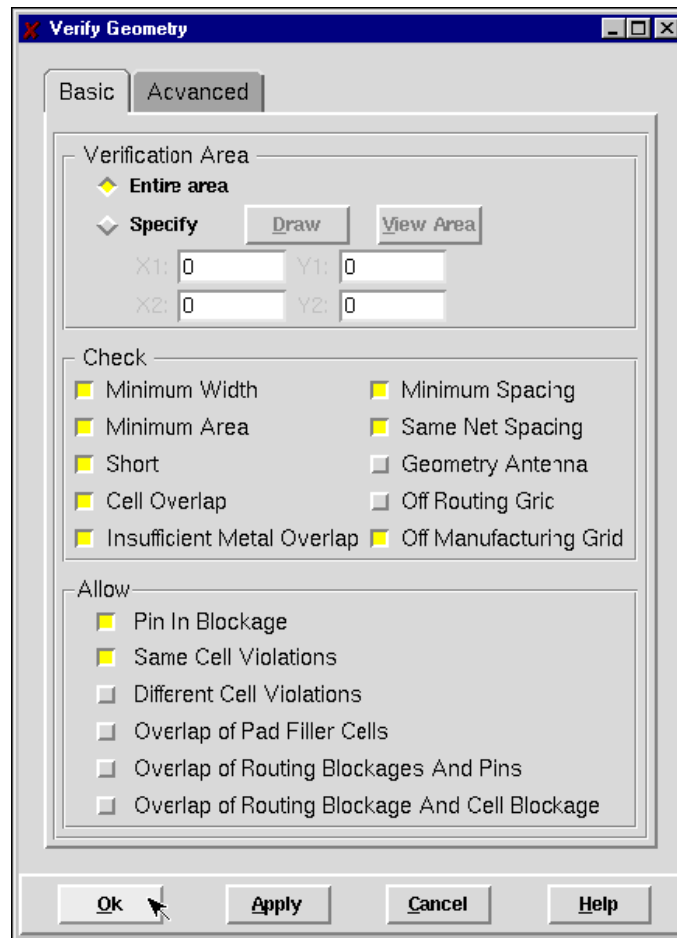 Verify Geometry
Basic Acvanced
Verification Area
Entire area
Specify Draw View Area
X1: 0 Y1: 0
X2: 0 Y2: 0
Check
Minimum Width Minimum Spacing
Minimum Area Same Net Spacing
Short Geometry Antenna
Cell Overlap Off Routing Gric
Insufficient Metal Overlap Off Manufacturing Grid
Allow
Pin In Blockage
Same Cell Violations
Different Cell Violations
Overlap of Pad Filler Cells
Overlap of Routing Blockages And Pins
Overlap of Routing Blockage And Cell Blockage
Ok Apply Cancel Help